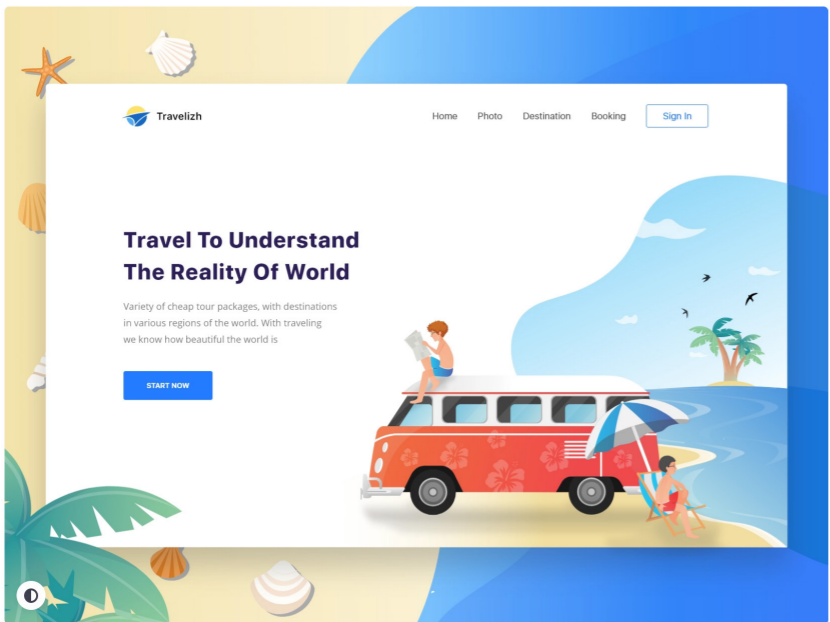 Travelizh
Home Photo Destination Booking Sign In
Travel To Understand
The Reality Of World
Variety of cheap tour packages, with destinations
in various regions of the world. With traveling
we know how beautiful the world is
START NOW